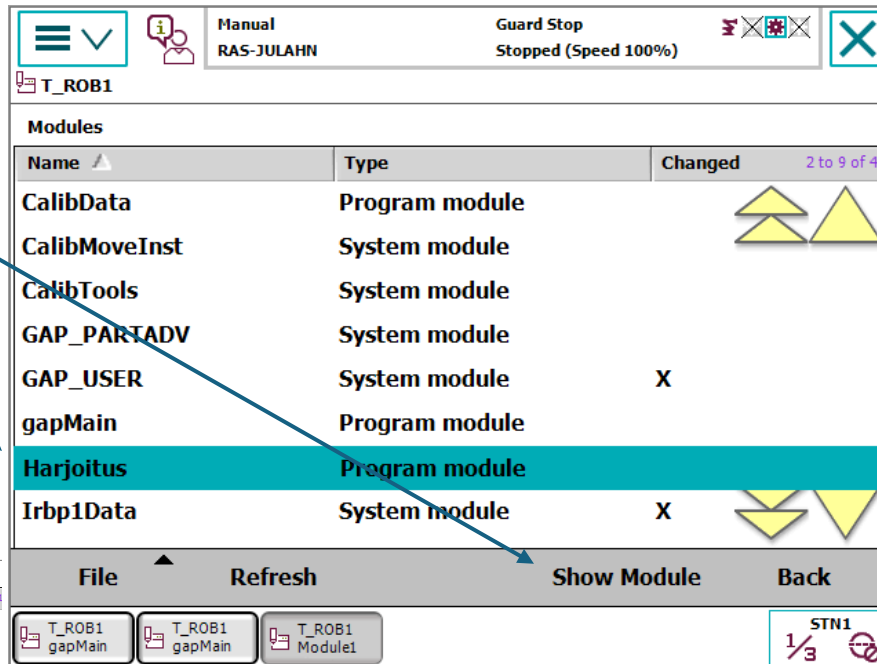 Manual Guard Stop
RAS-JULAHN Stopped (Speed 100%)
T_ROB1
Modules
Name Type Changed 2 to 9 of 4
CalibData Program module
CalibMoveInst System module
CalibTools System module
GAP_PARTADV System module
GAP_USER System module X
gapMain Program module
Harjoitus Program module
Irbp1Data System module X
File Refresh Show Module Back
T_ROB1 T_ROB1 T_ROB1 STN1
gapMain gapMain Module1 1/3